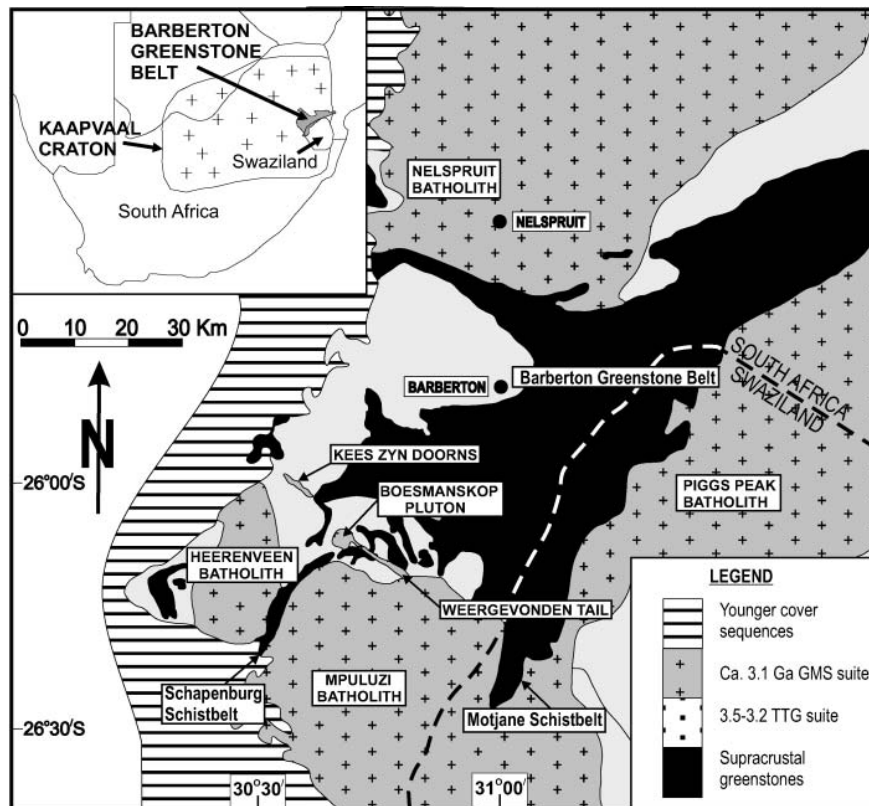 BARBERTON
GREENSTONE
BELT
KAAPVAAL
CRATON
Swaziland
South Africa
NELSPRUIT
BATHOLITH
NELSPRUIT
0 10 20 30 Km
N
BARBERTON
Barberton Greenstone Belt
SOUTH AFRICA
SWAZILAND
KEES ZYN DOORNS
26°00′S
BOESMANSKOP
PLUTON
PIGGS PEAK
BATHOLITH
HEERENVEEN
BATHOLITH
WEERGEVONDEN TAIL
MPULUZI
BATHOLITH
Schapenburg
Schistbelt
Motjane Schistbelt
26°30′S
30°30′
31°00′
LEGEND
Younger cover
sequences
Ca. 3.1 Ga GMS suite
3.5-3.2 TTG suite
Supracrustal
greenstones